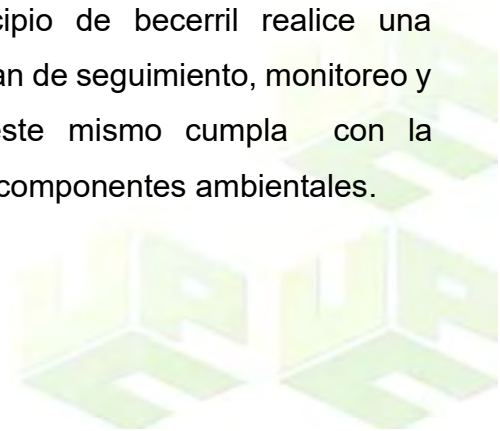 cipio de becerril realice una
an de seguimiento, monitoreo y
este mismo cumpla con la
componentes ambientales.